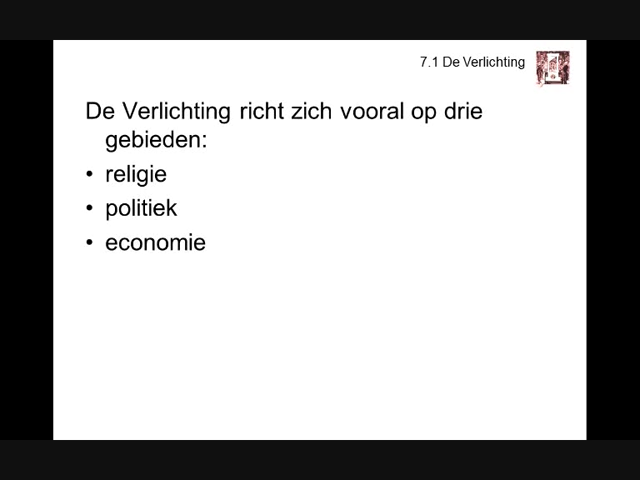 7.1 De Verlichting
De Verlichting richt zich vooral op drie
gebieden:
• religie
• politiek
• economie